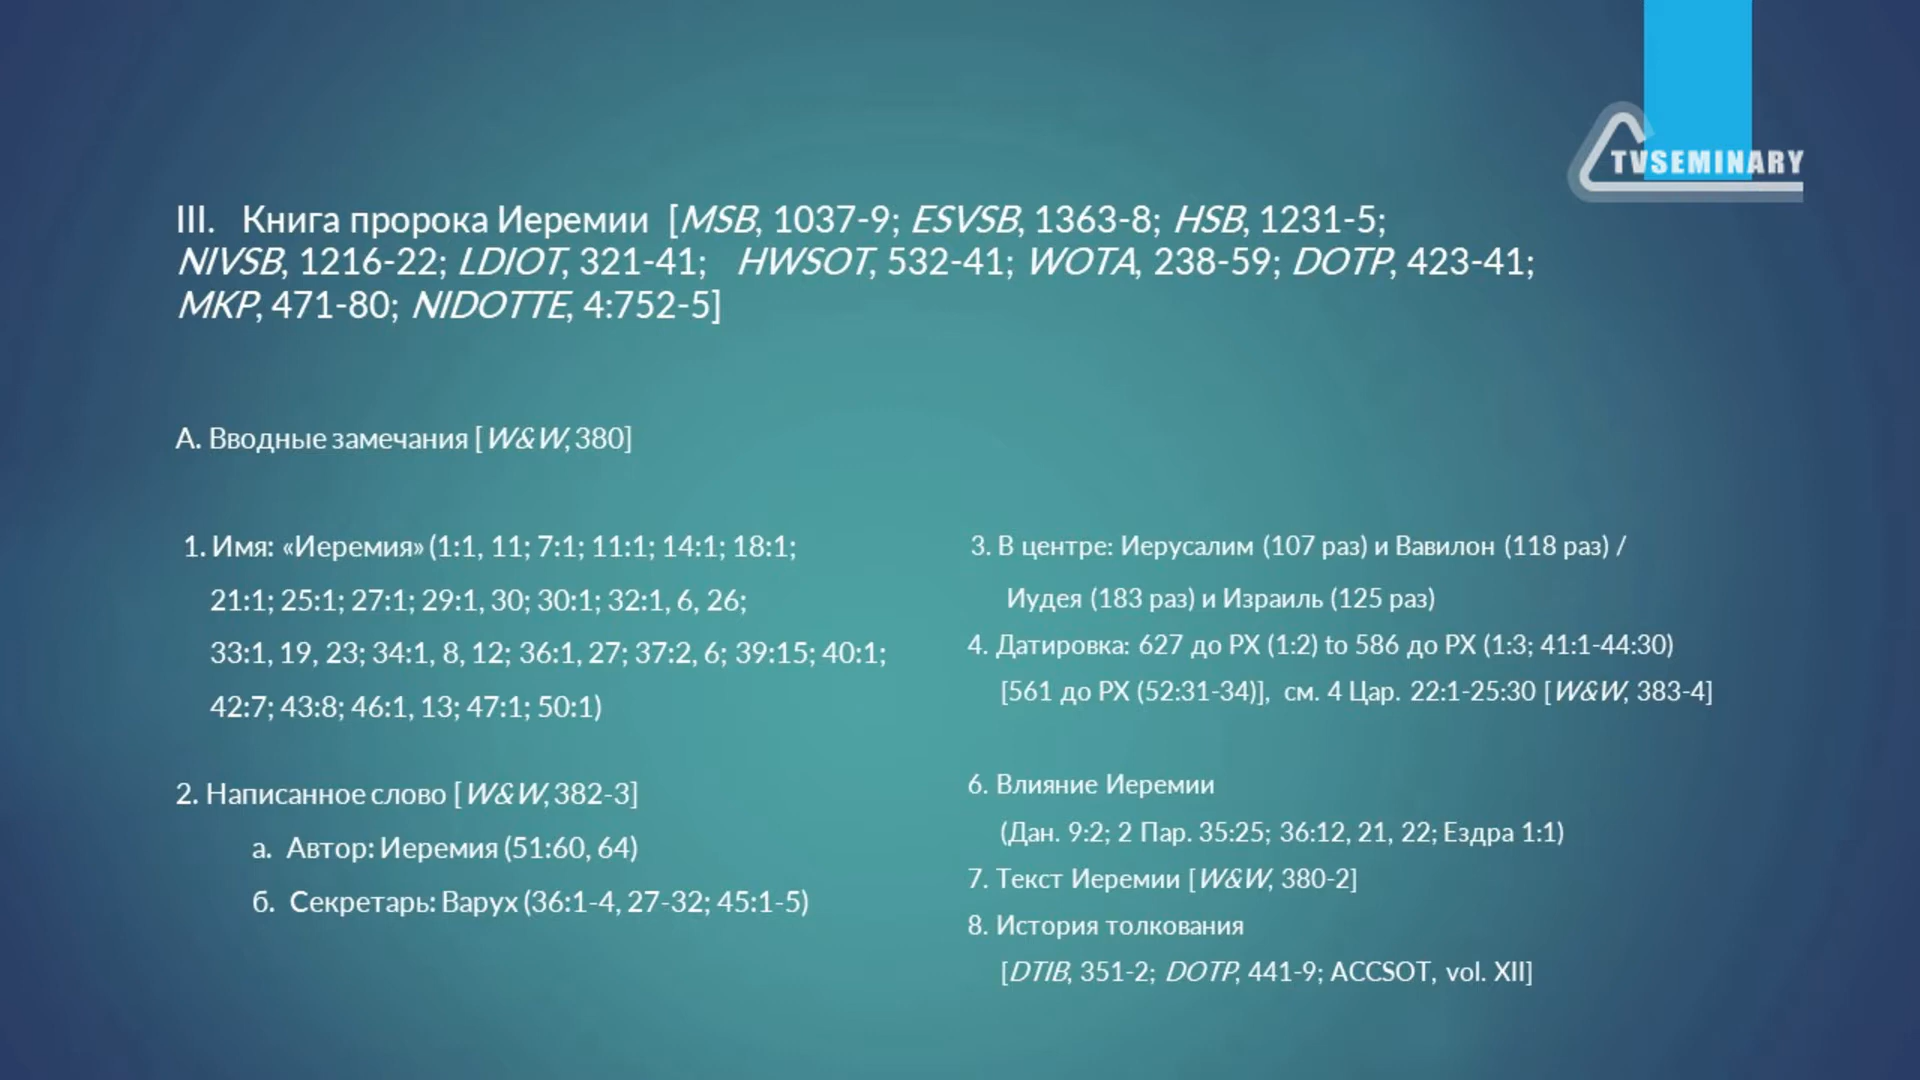 TVSEMINARY
III. Книга пророка Иеремии [MSB, 1037-9; ESVSB, 1363-8; HSB, 1231-5;
NIVSB, 1216-22; LDIOT, 321-41; HWSOT, 532-41; WOTA, 238-59; DOTP, 423-41;
MKP, 471-80; NIDOTTE, 4:752-5]
А. Вводные замечания [W&W, 380]
1. Имя: «Иеремия» (1:1, 11; 7:1; 11:1; 14:1; 18:1;
21:1; 25:1; 27:1; 29:1, 30; 30:1; 32:1, 6, 26;
33:1, 19, 23; 34:1, 8, 12; 36:1, 27; 37:2, 6; 39:15; 40:1;
42:7; 43:8; 46:1, 13; 47:1; 50:1)
2. Написанное слово [W&W, 382-3]
а. Автор: Иеремия (51:60, 64)
б. Секретарь: Варух (36:1-4, 27-32; 45:1-5)
3. В центре: Иерусалим (107 раз) и Вавилон (118 раз) /
Иудея (183 раз) и Израиль (125 раз)
4. Датировка: 627 до РХ (1:2) to 586 до РХ (1:3; 41:1-44:30)
[561 до РХ (52:31-34)], см. 4 Цар. 22:1-25:30 [W&W, 383-4]
6. Влияние Иеремии
(Дан. 9:2; 2 Пар. 35:25; 36:12, 21, 22; Ездра 1:1)
7. Текст Иеремии [W&W, 380-2]
8. История толкования
[DTIB, 351-2; DOTP, 441-9; ACCSOT, vol. XII]